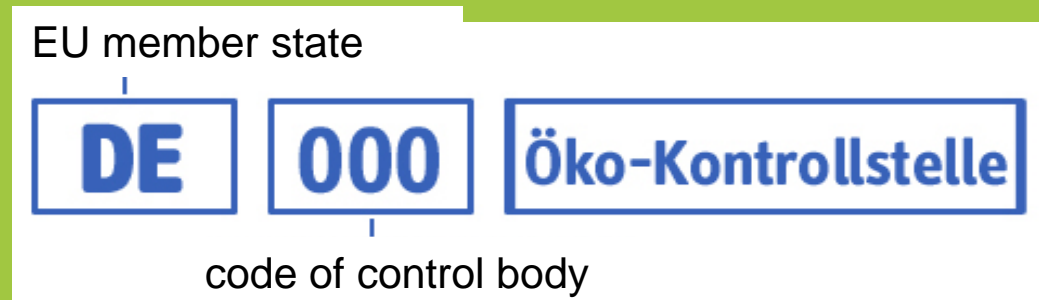 EU member state
DE 000 Öko-Kontrollstelle
code of control body